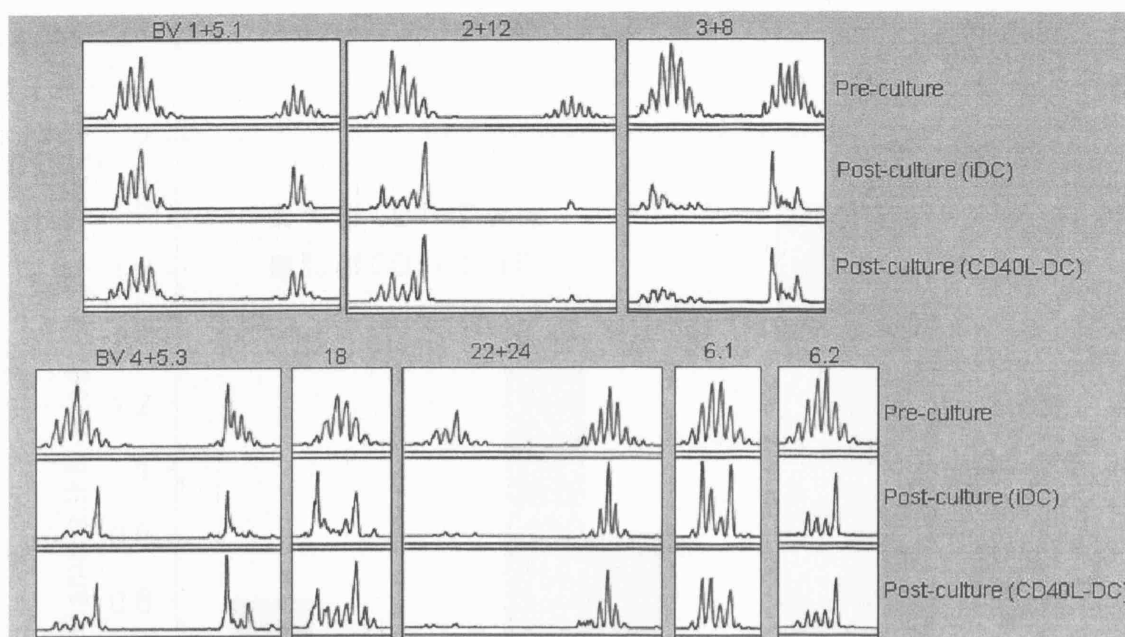 BV 1+5.1 2+12 3+8
Pre-culture
Post-culture (iDC)
Post-culture (CD40L-DC)
BV 4+5.3 18 22+24 6.1 6.2
Pre-culture
Post-culture (iDC)
Post-culture (CD40L-DC)